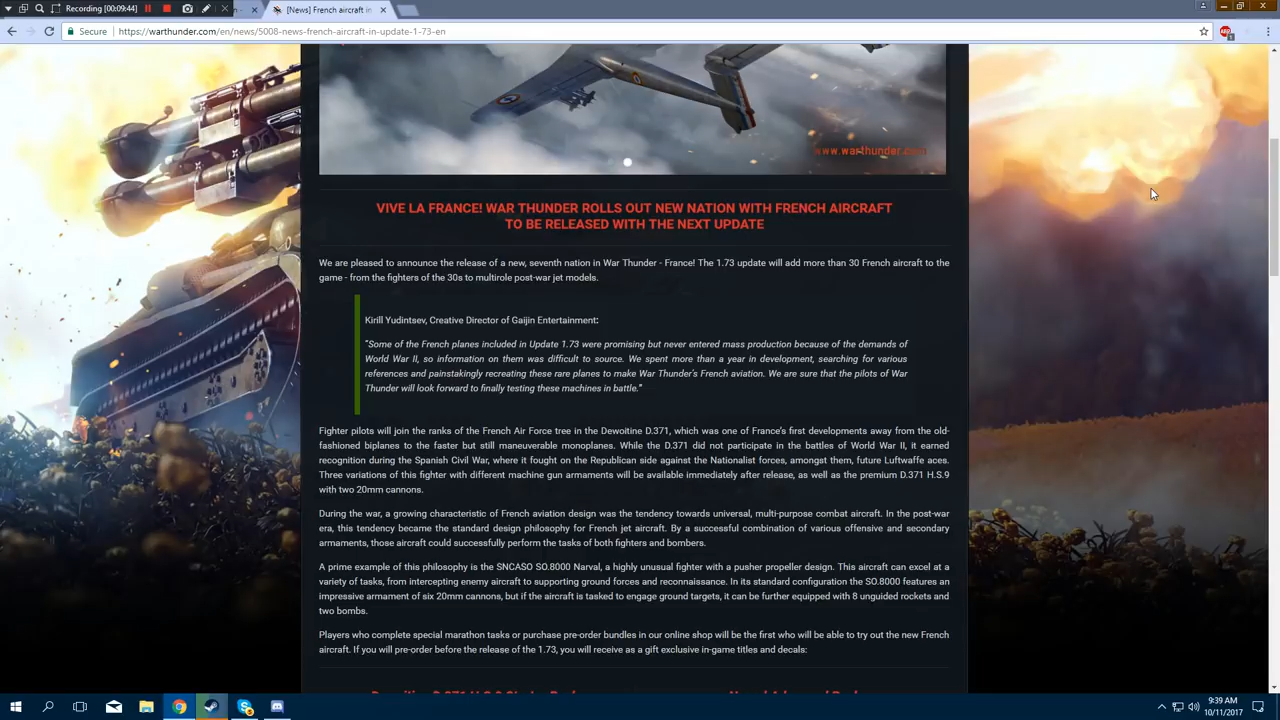 Recording [00:09:44]
[News] French aircraft in
Secure
https://warthunder.com/en/news/5008-news-french-aircraft-in-update-1-73-en
www.warthunder.com
VIVE LA FRANCE! WAR THUNDER ROLLS OUT NEW NATION WITH FRENCH AIRCRAFT
TO BE RELEASED WITH THE NEXT UPDATE
We are pleased to announce the release of a new, seventh nation in War Thunder - France! The 1.73 update will add more than 30 French aircraft to the
game - from the fighters of the 30s to multirole post-war jet models.
Kirill Yudintsev, Creative Director of Gaijin Entertainment:
"Some of the French planes included in Update 1.73 were promising but never entered mass production because of the demands of
World War II, so information on them was difficult to source. We spent more than a year in development, searching for various
references and painstakingly recreating these rare planes to make War Thunder's French aviation. We are sure that the pilots of War
Thunder will look forward to finally testing these machines in battle."
Fighter pilots will join the ranks of the French Air Force tree in the Dewoitine D.371, which was one of France's first developments away from the old-
fashioned biplanes to the faster but still maneuverable monoplanes. While the D.371 did not participate in the battles of World War II, it earned
recognition during the Spanish Civil War, where it fought on the Republican side against the Nationalist forces, amongst them, future Luftwaffe aces.
Three variations of this fighter with different machine gun armaments will be available immediately after release, as well as the premium D.371 H.S.9
with two 20mm cannons.
During the war, a growing characteristic of French aviation design was the tendency towards universal, multi-purpose combat aircraft. In the post-war
era, this tendency became the standard design philosophy for French jet aircraft. By a successful combination of various offensive and secondary
armaments, those aircraft could successfully perform the tasks of both fighters and bombers.
A prime example of this philosophy is the SNCASO SO.8000 Narval, a highly unusual fighter with a pusher propeller design. This aircraft can excel at a
variety of tasks, from intercepting enemy aircraft to supporting ground forces and reconnaissance. In its standard configuration the SO.8000 features an
impressive armament of six 20mm cannons, but if the aircraft is tasked to engage ground targets, it can be further equipped with 8 unguided rockets and
two bombs.
Players who complete special marathon tasks or purchase pre-order bundles in our online shop will be the first who will be able to try out the new French
aircraft. If you will pre-order before the release of the 1.73, you will receive as a gift exclusive in-game titles and decals:
9:39 AM
10/11/2017